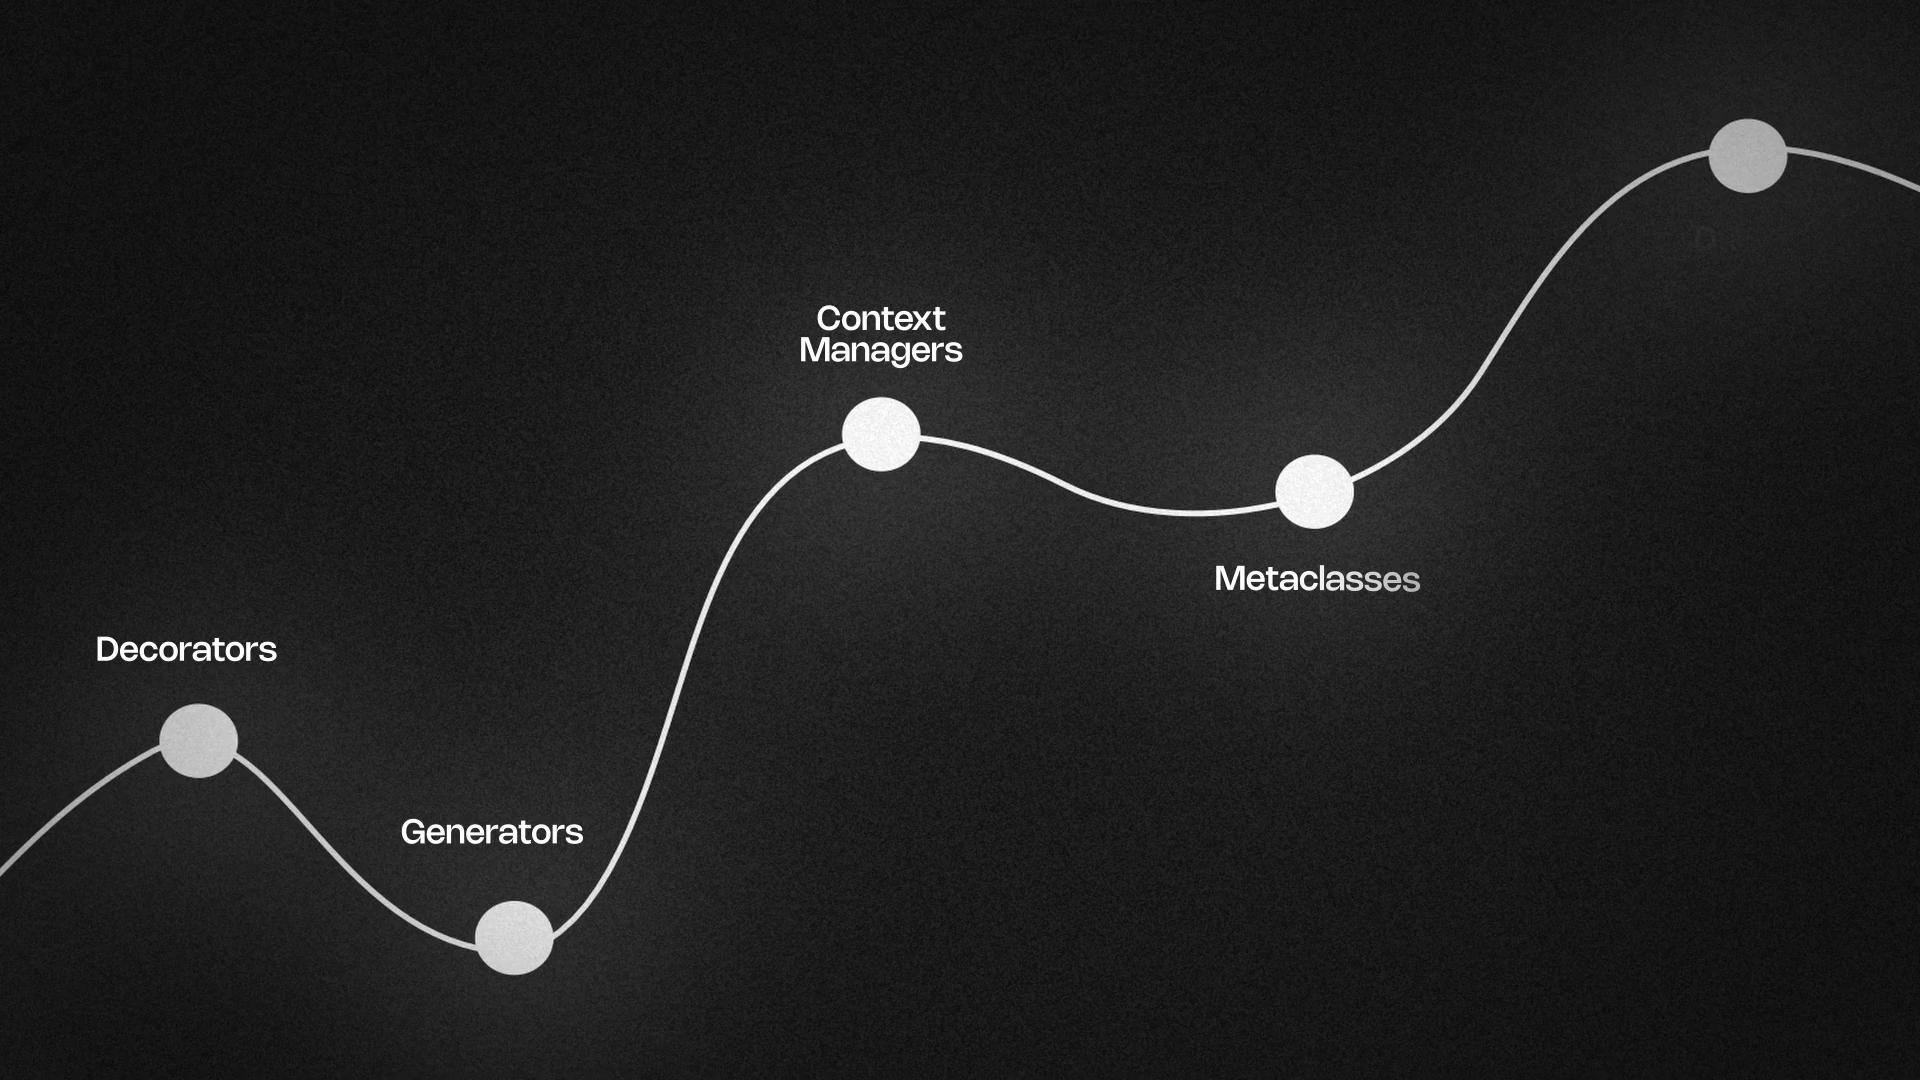 Context
Managers
Metaclasses
Decorators
Generators